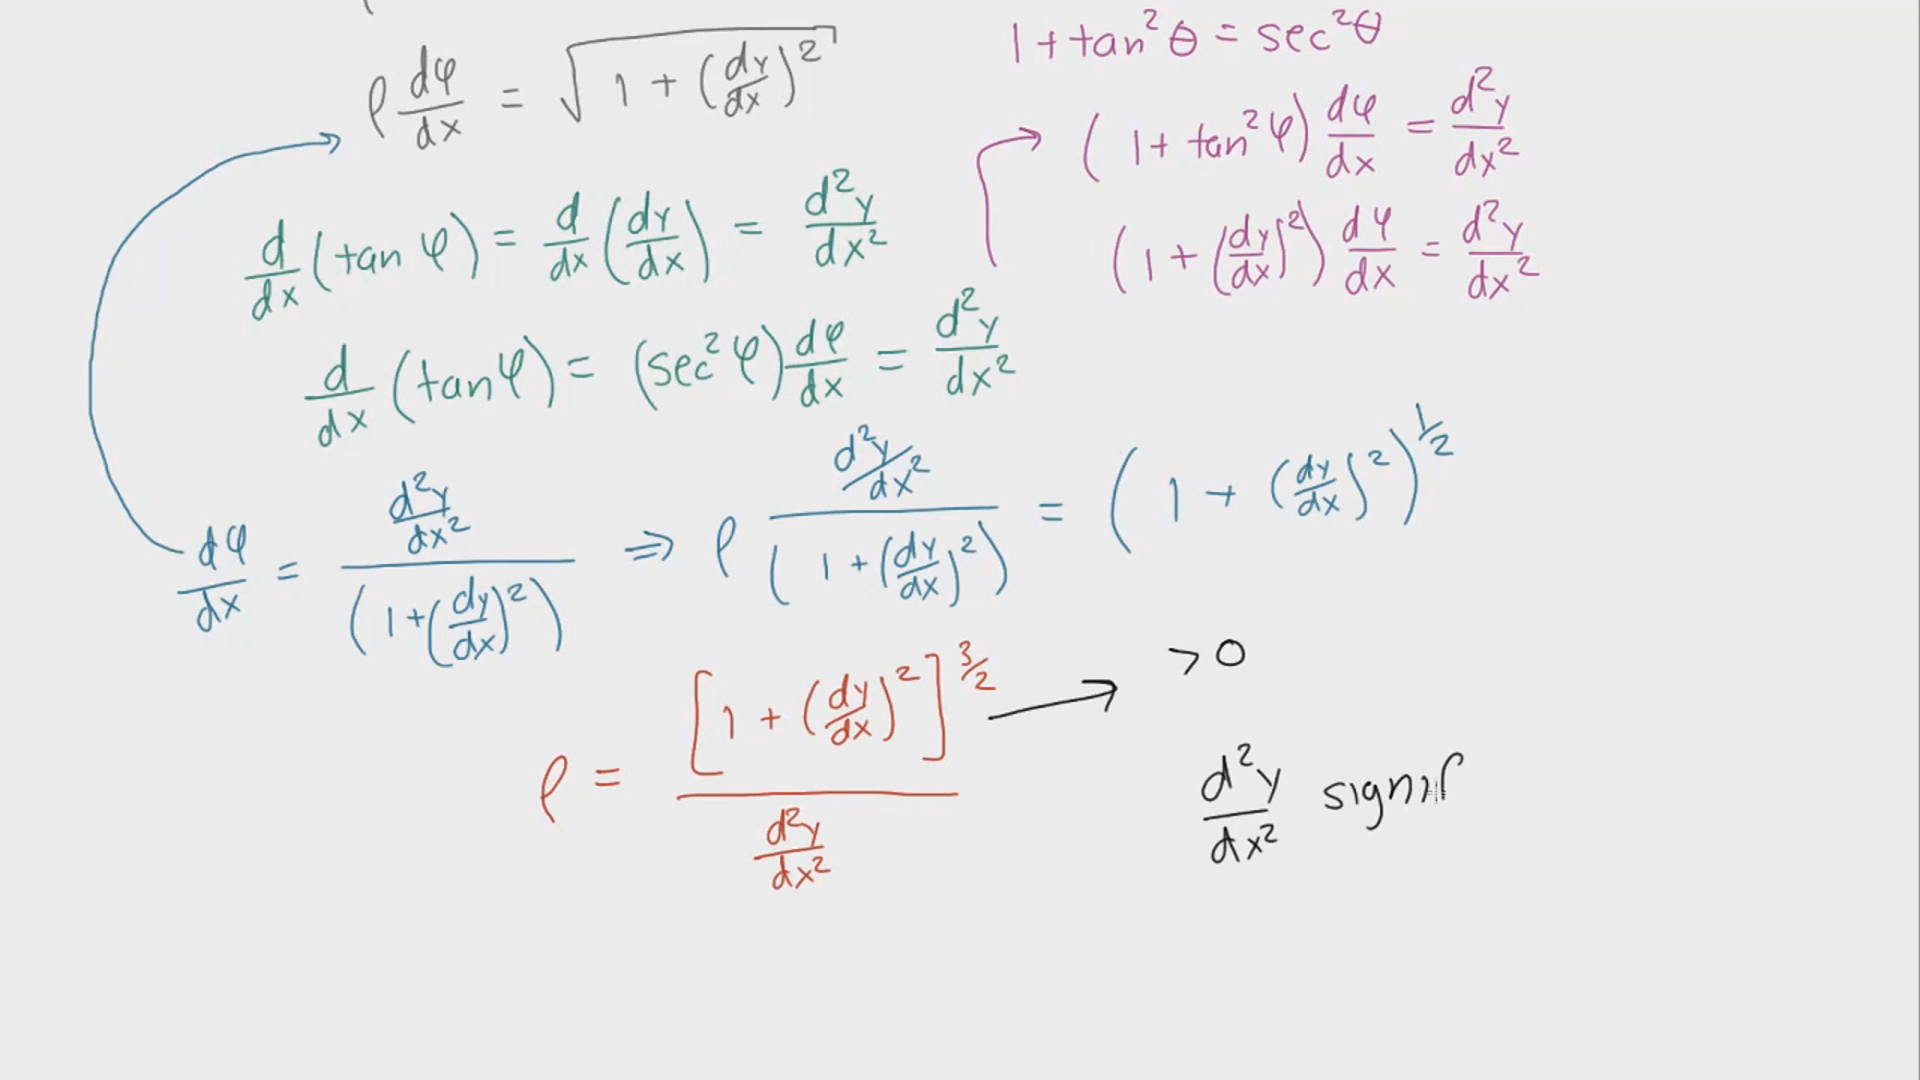 ρ dφ/dx = √(1 + (dy/dx)²)
1 + tan²θ = sec²θ
(1 + tan²φ) dφ/dx = d²y/dx²
(1 + (dy/dx)²) dφ/dx = d²y/dx²
d/dx (tan φ) = d/dx (dy/dx) = d²y/dx²
d/dx (tan φ) = (sec²φ) dφ/dx = d²y/dx²
dφ/dx = (d²y/dx²)/(1+(dy/dx)²) ⇒ ρ (d²y/dx²)/(1+(dy/dx)²) = (1 + (dy/dx)²)^(1/2)
ρ = [1 + (dy/dx)²]^(3/2) / (d²y/dx²)
→ > 0
d²y/dx²